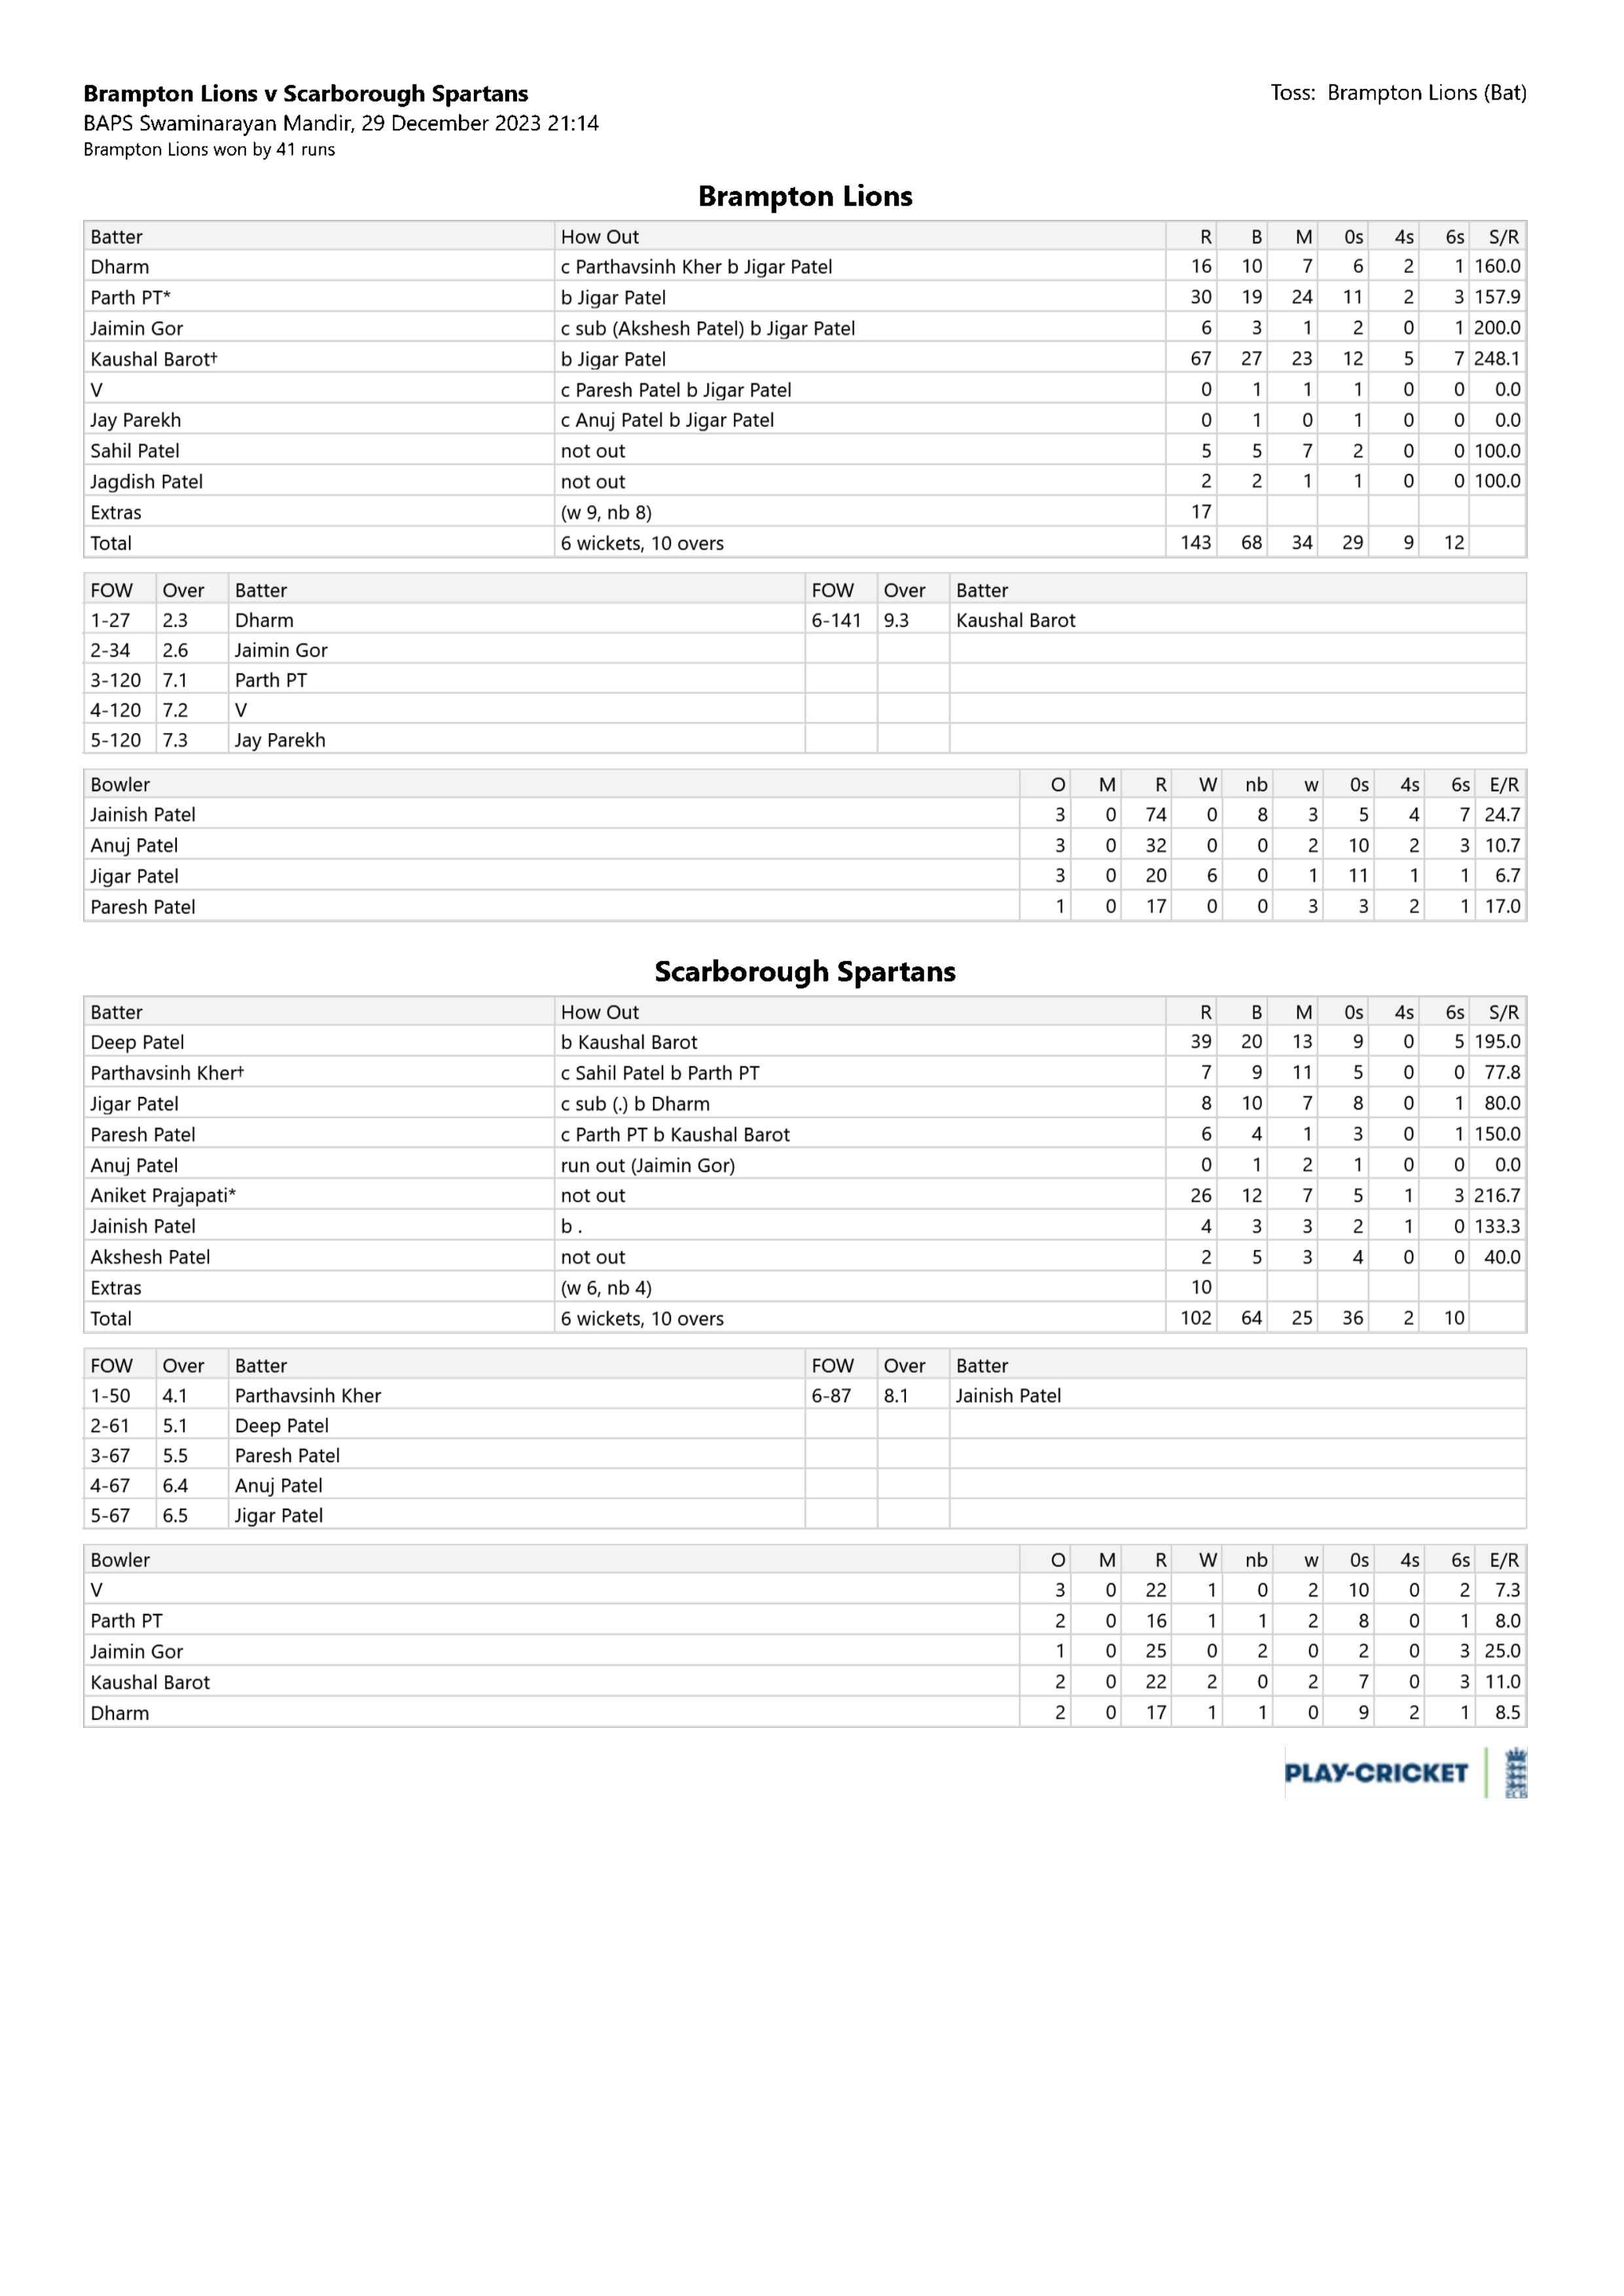 Brampton Lions v Scarborough Spartans Toss: Brampton Lions (Bat)
BAPS Swaminarayan Mandir, 29 December 2023 21:14
Brampton Lions won by 41 runs
Brampton Lions
Batter How Out R B M 0s 4s 6s S/R
Dharm c Parthavsinh Kher b Jigar Patel 16 10 7 6 2 1 160.0
Parth PT* b Jigar Patel 30 19 24 11 2 3 157.9
Jaimin Gor c sub (Akshesh Patel) b Jigar Patel 6 3 1 2 0 1 200.0
Kaushal Barot† b Jigar Patel 67 27 23 12 5 7 248.1
V c Paresh Patel b Jigar Patel 0 1 1 1 0 0 0.0
Jay Parekh c Anuj Patel b Jigar Patel 0 1 0 1 0 0 0.0
Sahil Patel not out 5 5 7 2 0 0 100.0
Jagdish Patel not out 2 2 1 1 0 0 100.0
Extras (w 9, nb 8) 17
Total 6 wickets, 10 overs 143 68 34 29 9 12
FOW Over Batter FOW Over Batter
1-27 2.3 Dharm 6-141 9.3 Kaushal Barot
2-34 2.6 Jaimin Gor
3-120 7.1 Parth PT
4-120 7.2 V
5-120 7.3 Jay Parekh
Bowler O M R W nb w 0s 4s 6s E/R
Jainish Patel 3 0 74 0 8 3 5 4 7 24.7
Anuj Patel 3 0 32 0 0 2 10 2 3 10.7
Jigar Patel 3 0 20 6 0 1 11 1 1 6.7
Paresh Patel 1 0 17 0 0 3 3 2 1 17.0
Scarborough Spartans
Batter How Out R B M 0s 4s 6s S/R
Deep Patel b Kaushal Barot 39 20 13 9 0 5 195.0
Parthavsinh Kher† c Sahil Patel b Parth PT 7 9 11 5 0 0 77.8
Jigar Patel c sub (.) b Dharm 8 10 7 8 0 1 80.0
Paresh Patel c Parth PT b Kaushal Barot 6 4 1 3 0 1 150.0
Anuj Patel run out (Jaimin Gor) 0 1 2 1 0 0 0.0
Aniket Prajapati* not out 26 12 7 5 1 3 216.7
Jainish Patel b . 4 3 3 2 1 0 133.3
Akshesh Patel not out 2 5 3 4 0 0 40.0
Extras (w 6, nb 4) 10
Total 6 wickets, 10 overs 102 64 25 36 2 10
FOW Over Batter FOW Over Batter
1-50 4.1 Parthavsinh Kher 6-87 8.1 Jainish Patel
2-61 5.1 Deep Patel
3-67 5.5 Paresh Patel
4-67 6.4 Anuj Patel
5-67 6.5 Jigar Patel
Bowler O M R W nb w 0s 4s 6s E/R
V 3 0 22 1 0 2 10 0 2 7.3
Parth PT 2 0 16 1 1 2 8 0 1 8.0
Jaimin Gor 1 0 25 0 2 0 2 0 3 25.0
Kaushal Barot 2 0 22 2 0 2 7 0 3 11.0
Dharm 2 0 17 1 1 0 9 2 1 8.5
PLAY-CRICKET ECB